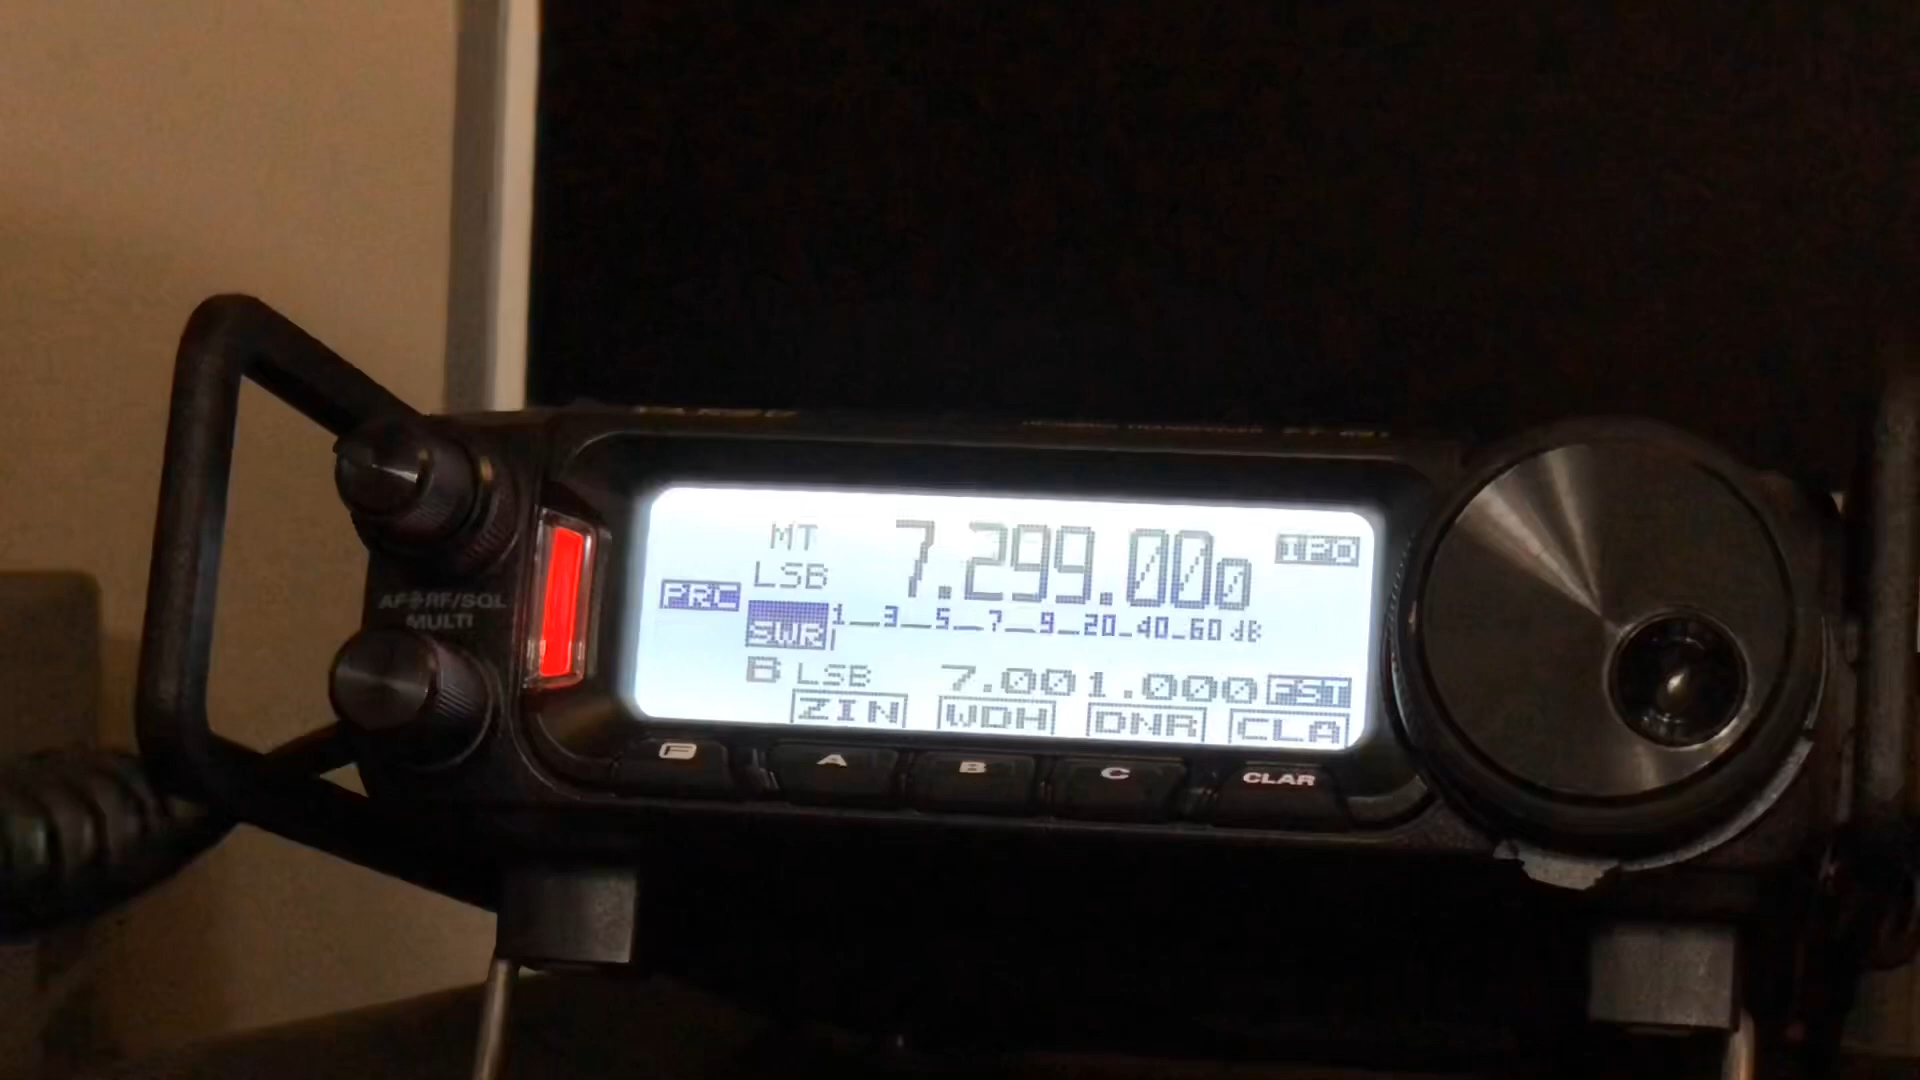 MT 7.299.000 IPO
LSB
PRC
SWR 1 3 5 7 9 20 40 60 dB
B LSB 7.001.000 FST
ZIN WDH DNR CLA
F A B C CLAR
AF RF/SQL
MULTI